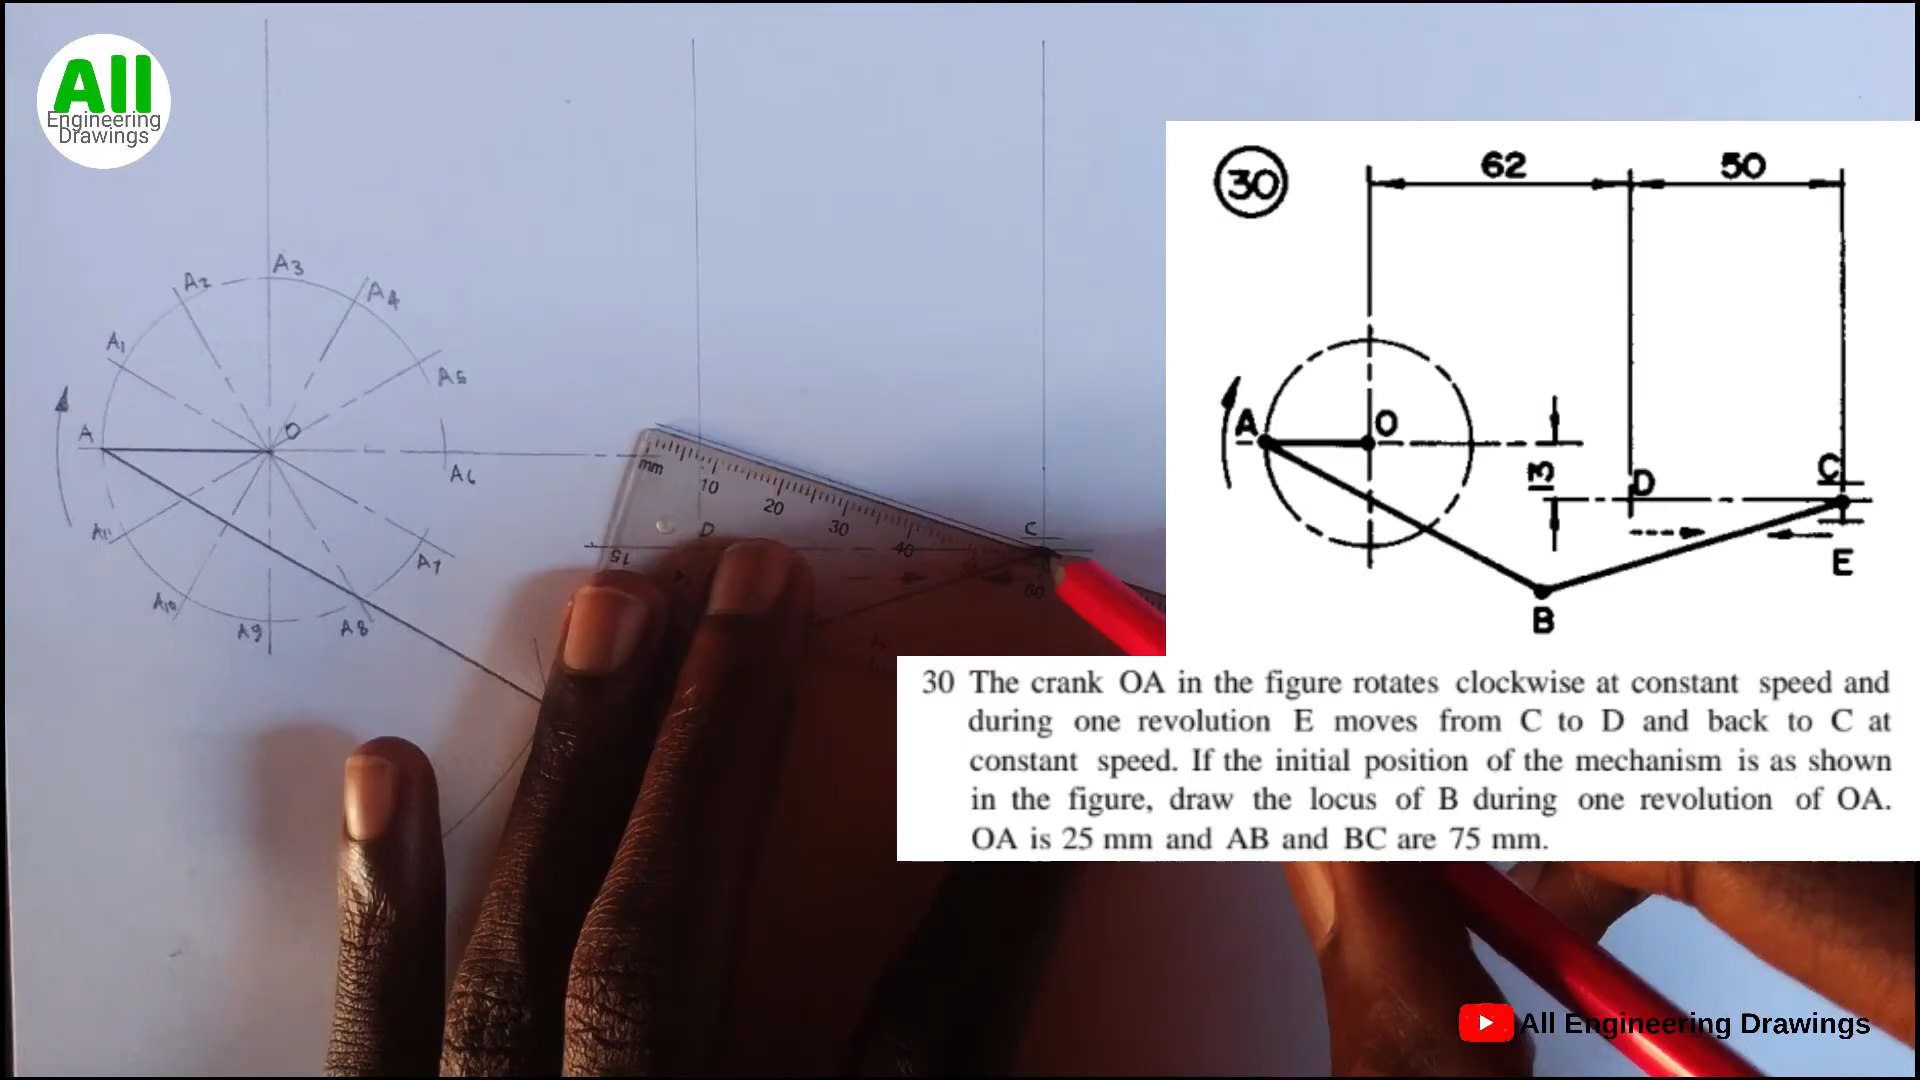 All
Engineering
Drawings
A3
A2
A4
A1
A5
O
A
A6
A11
A7
A10
A9
A8
mm
10
20
30
40
60
15
D
C
30
62
50
A
O
13
D
C
E
B
30 The crank OA in the figure rotates clockwise at constant speed and
during one revolution E moves from C to D and back to C at
constant speed. If the initial position of the mechanism is as shown
in the figure, draw the locus of B during one revolution of OA.
OA is 25 mm and AB and BC are 75 mm.
All Engineering Drawings